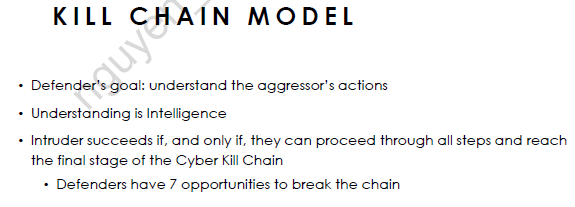 KILL CHAIN MODEL
nguyen_
• Defender's goal: understand the aggressor's actions
• Understanding is Intelligence
• Intruder succeeds if, and only if, they can proceed through all steps and reach
the final stage of the Cyber Kill Chain
• Defenders have 7 opportunities to break the chain